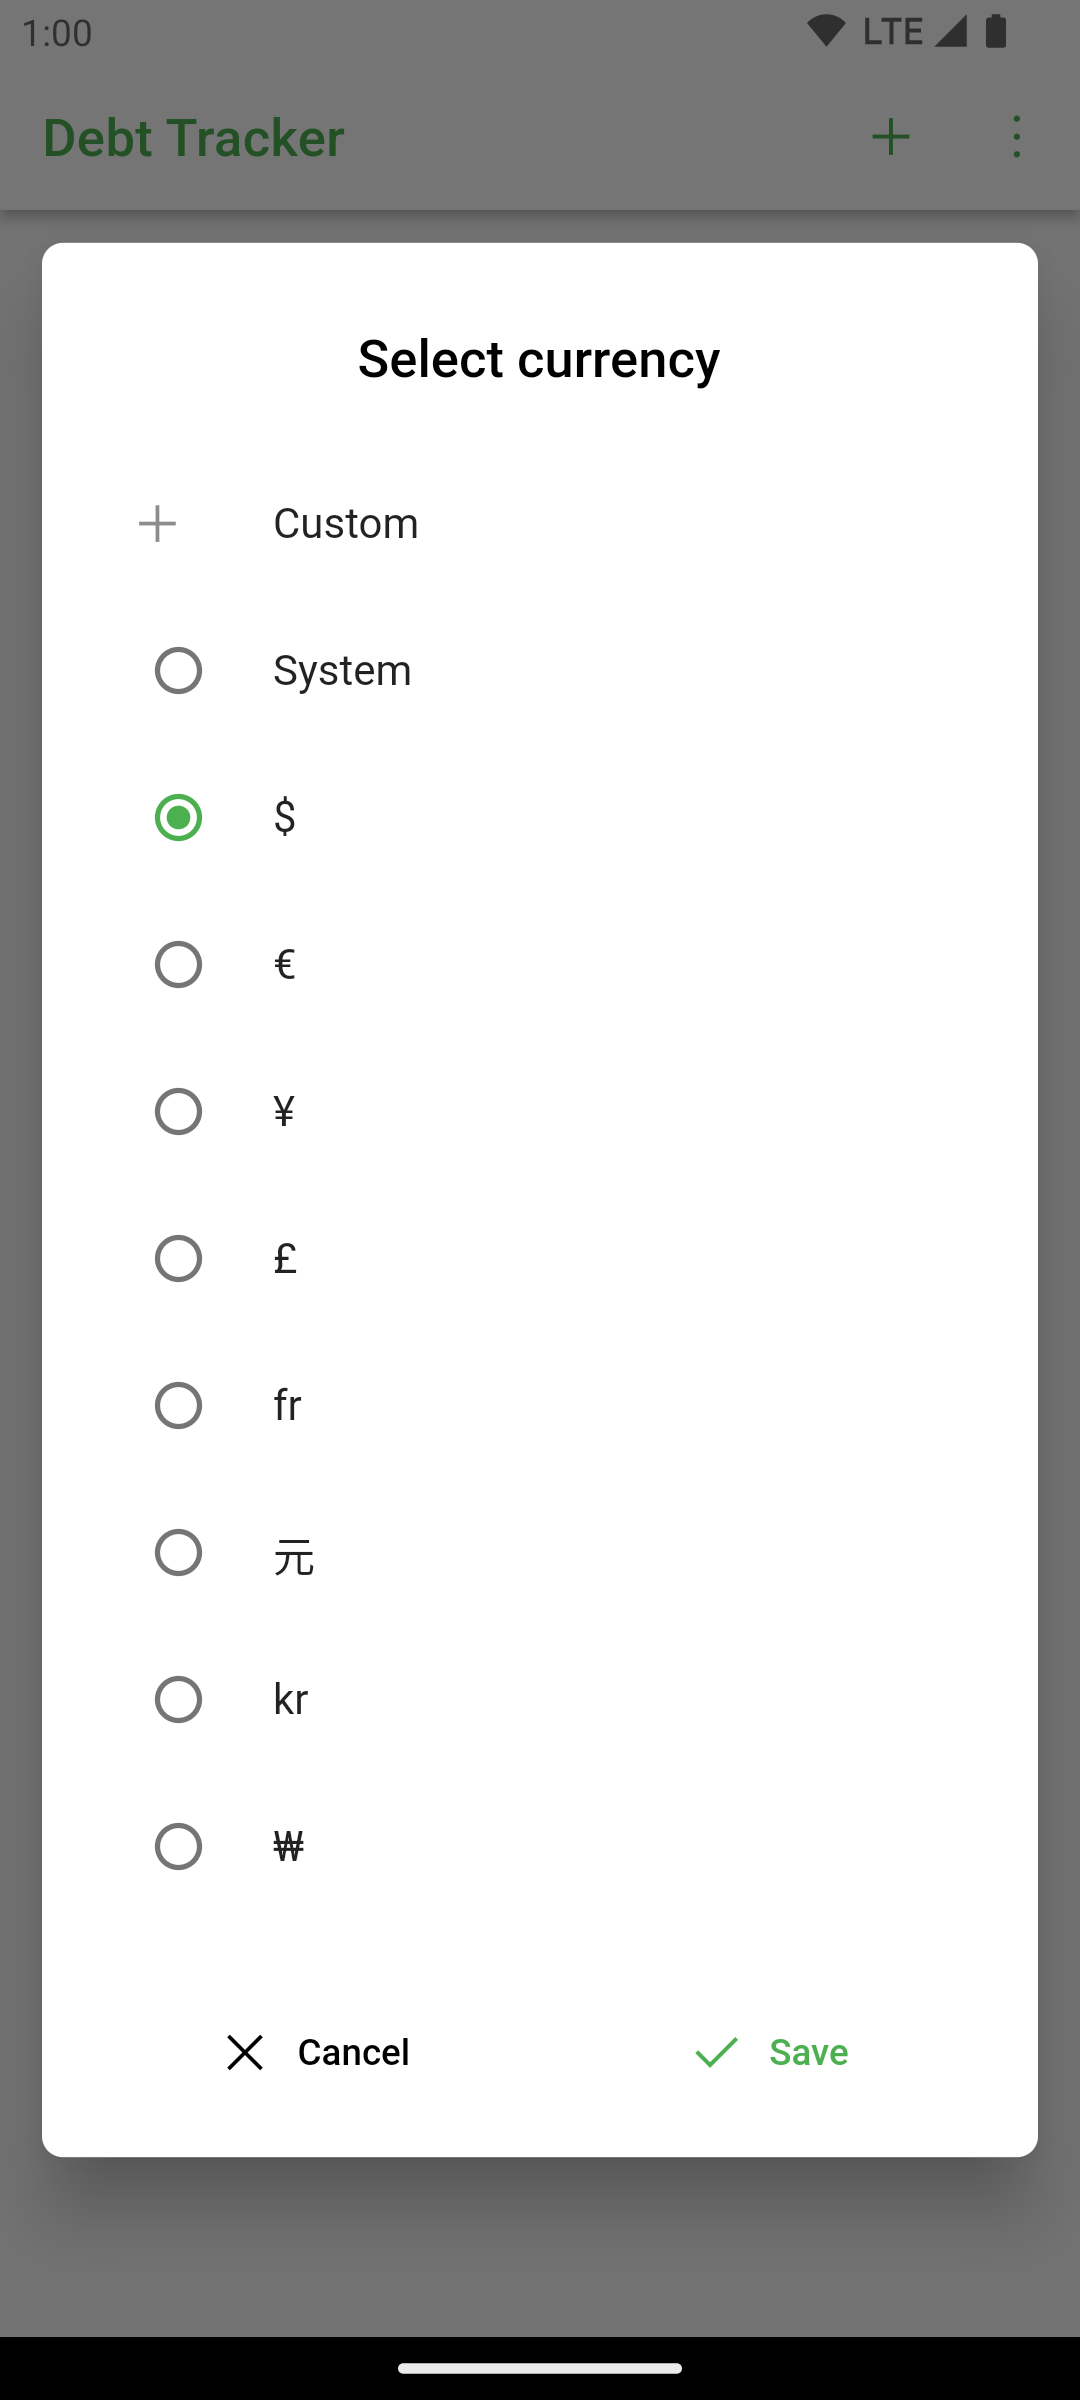 1:00 LTE
Debt Tracker
Select currency
Custom
System
$
€
¥
£
fr
元
kr
₩
Cancel Save